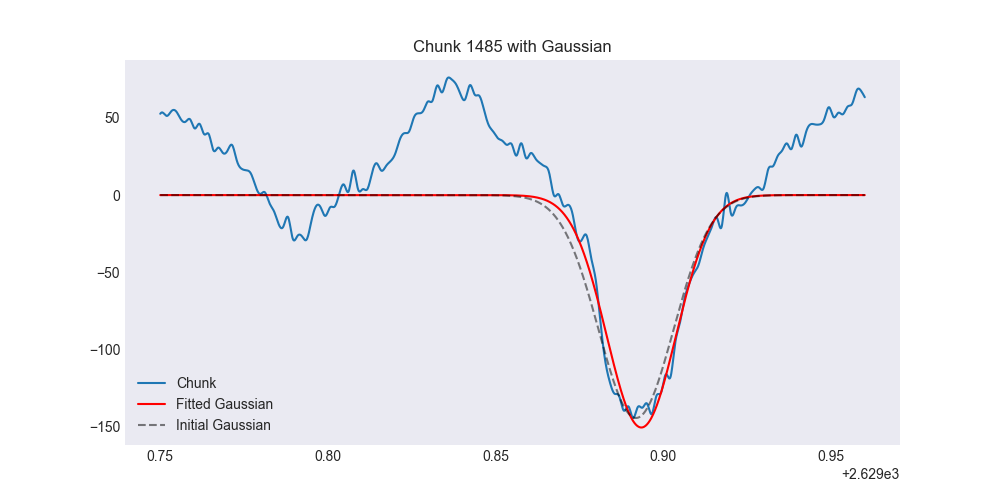 Chunk 1485 with Gaussian
50
0
−50
−100
−150
Chunk
Fitted Gaussian
Initial Gaussian
0.75 0.80 0.85 0.90 0.95
+2.629e3